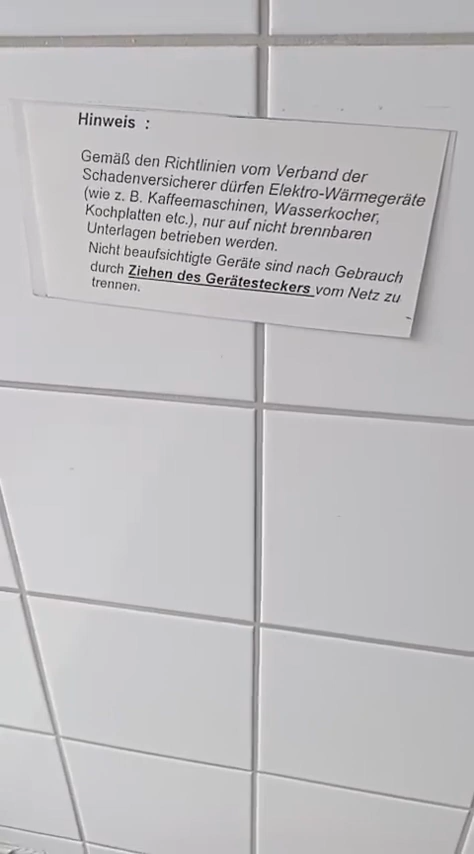 Hinweis :
Gemäß den Richtlinien vom Verband der
Schadenversicherer dürfen Elektro-Wärmegeräte
(wie z. B. Kaffeemaschinen, Wasserkocher,
Kochplatten etc.), nur auf nicht brennbaren
Unterlagen betrieben werden.
Nicht beaufsichtigte Geräte sind nach Gebrauch
durch Ziehen des Gerätesteckers vom Netz zu
trennen.